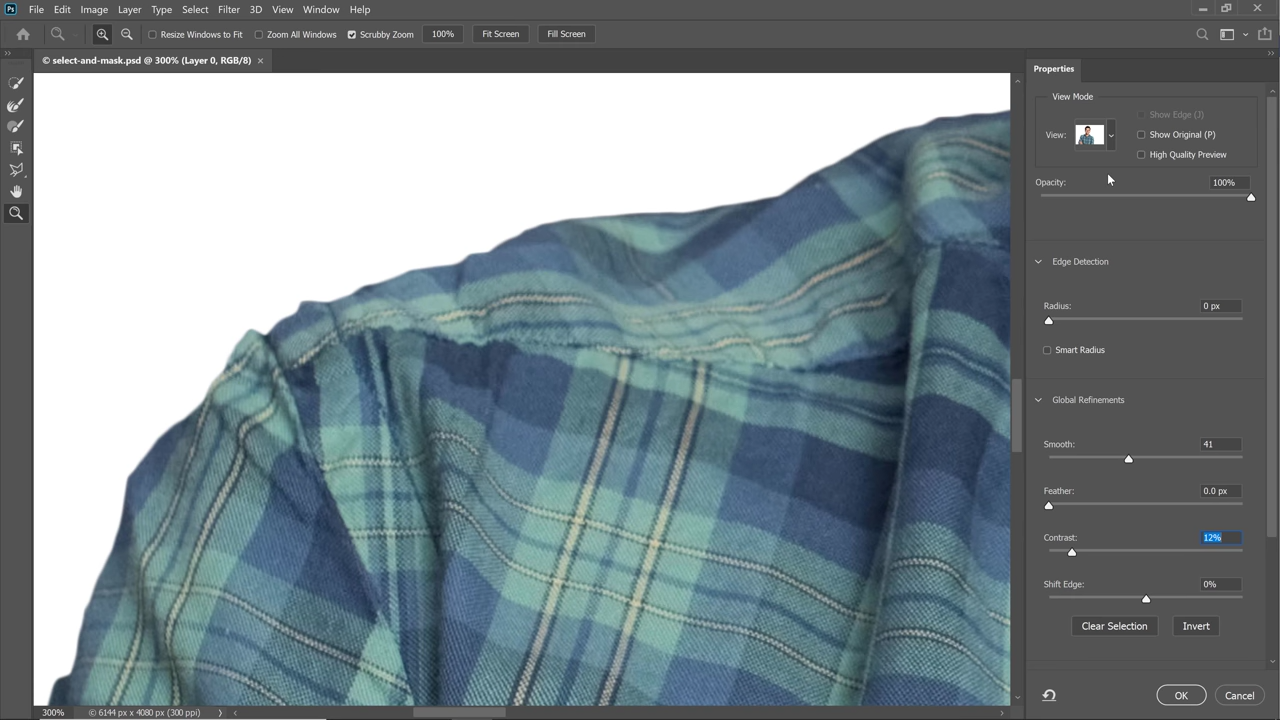 Ps File Edit Image Layer Type Select Filter 3D View Window Help
Resize Windows to Fit Zoom All Windows Scrubby Zoom 100% Fit Screen Fill Screen
© select-and-mask.psd @ 300% (Layer 0, RGB/8) ×
Properties
View Mode
Show Edge (J)
View: Show Original (P)
High Quality Preview
Opacity: 100%
Edge Detection
Radius: 0 px
Smart Radius
Global Refinements
Smooth: 41
Feather: 0.0 px
Contrast: 12%
Shift Edge: 0%
Clear Selection Invert
OK Cancel
300% © 6144 px x 4080 px (300 ppi)